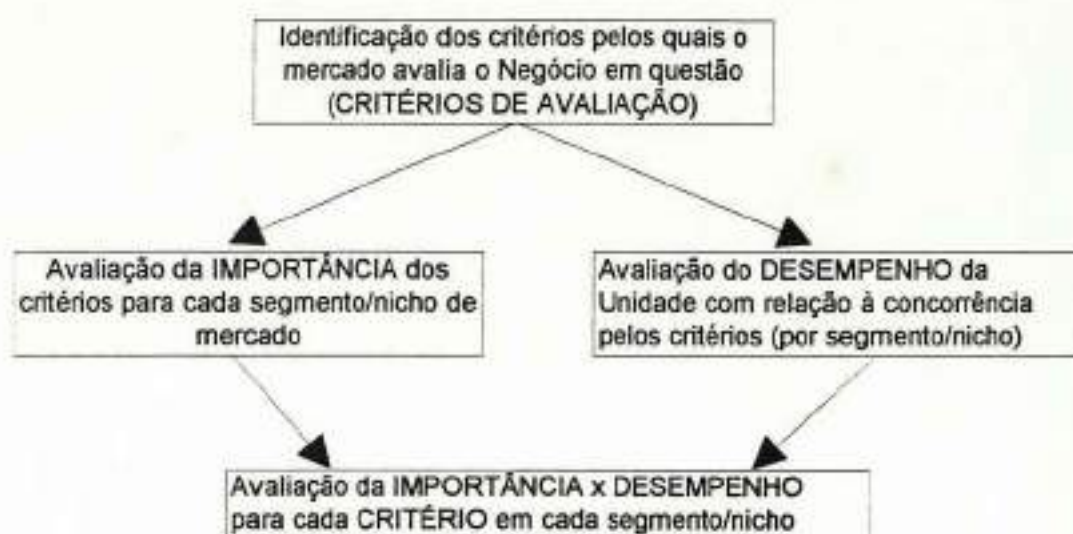 Identificação dos critérios pelos quais o
mercado avalia o Negócio em questão
(CRITÉRIOS DE AVALIAÇÃO)
Avaliação da IMPORTÂNCIA dos
critérios para cada segmento/nicho de
mercado
Avaliação do DESEMPENHO da
Unidade com relação à concorrência
pelos critérios (por segmento/nicho)
Avaliação da IMPORTÂNCIA x DESEMPENHO
para cada CRITÉRIO em cada segmento/nicho